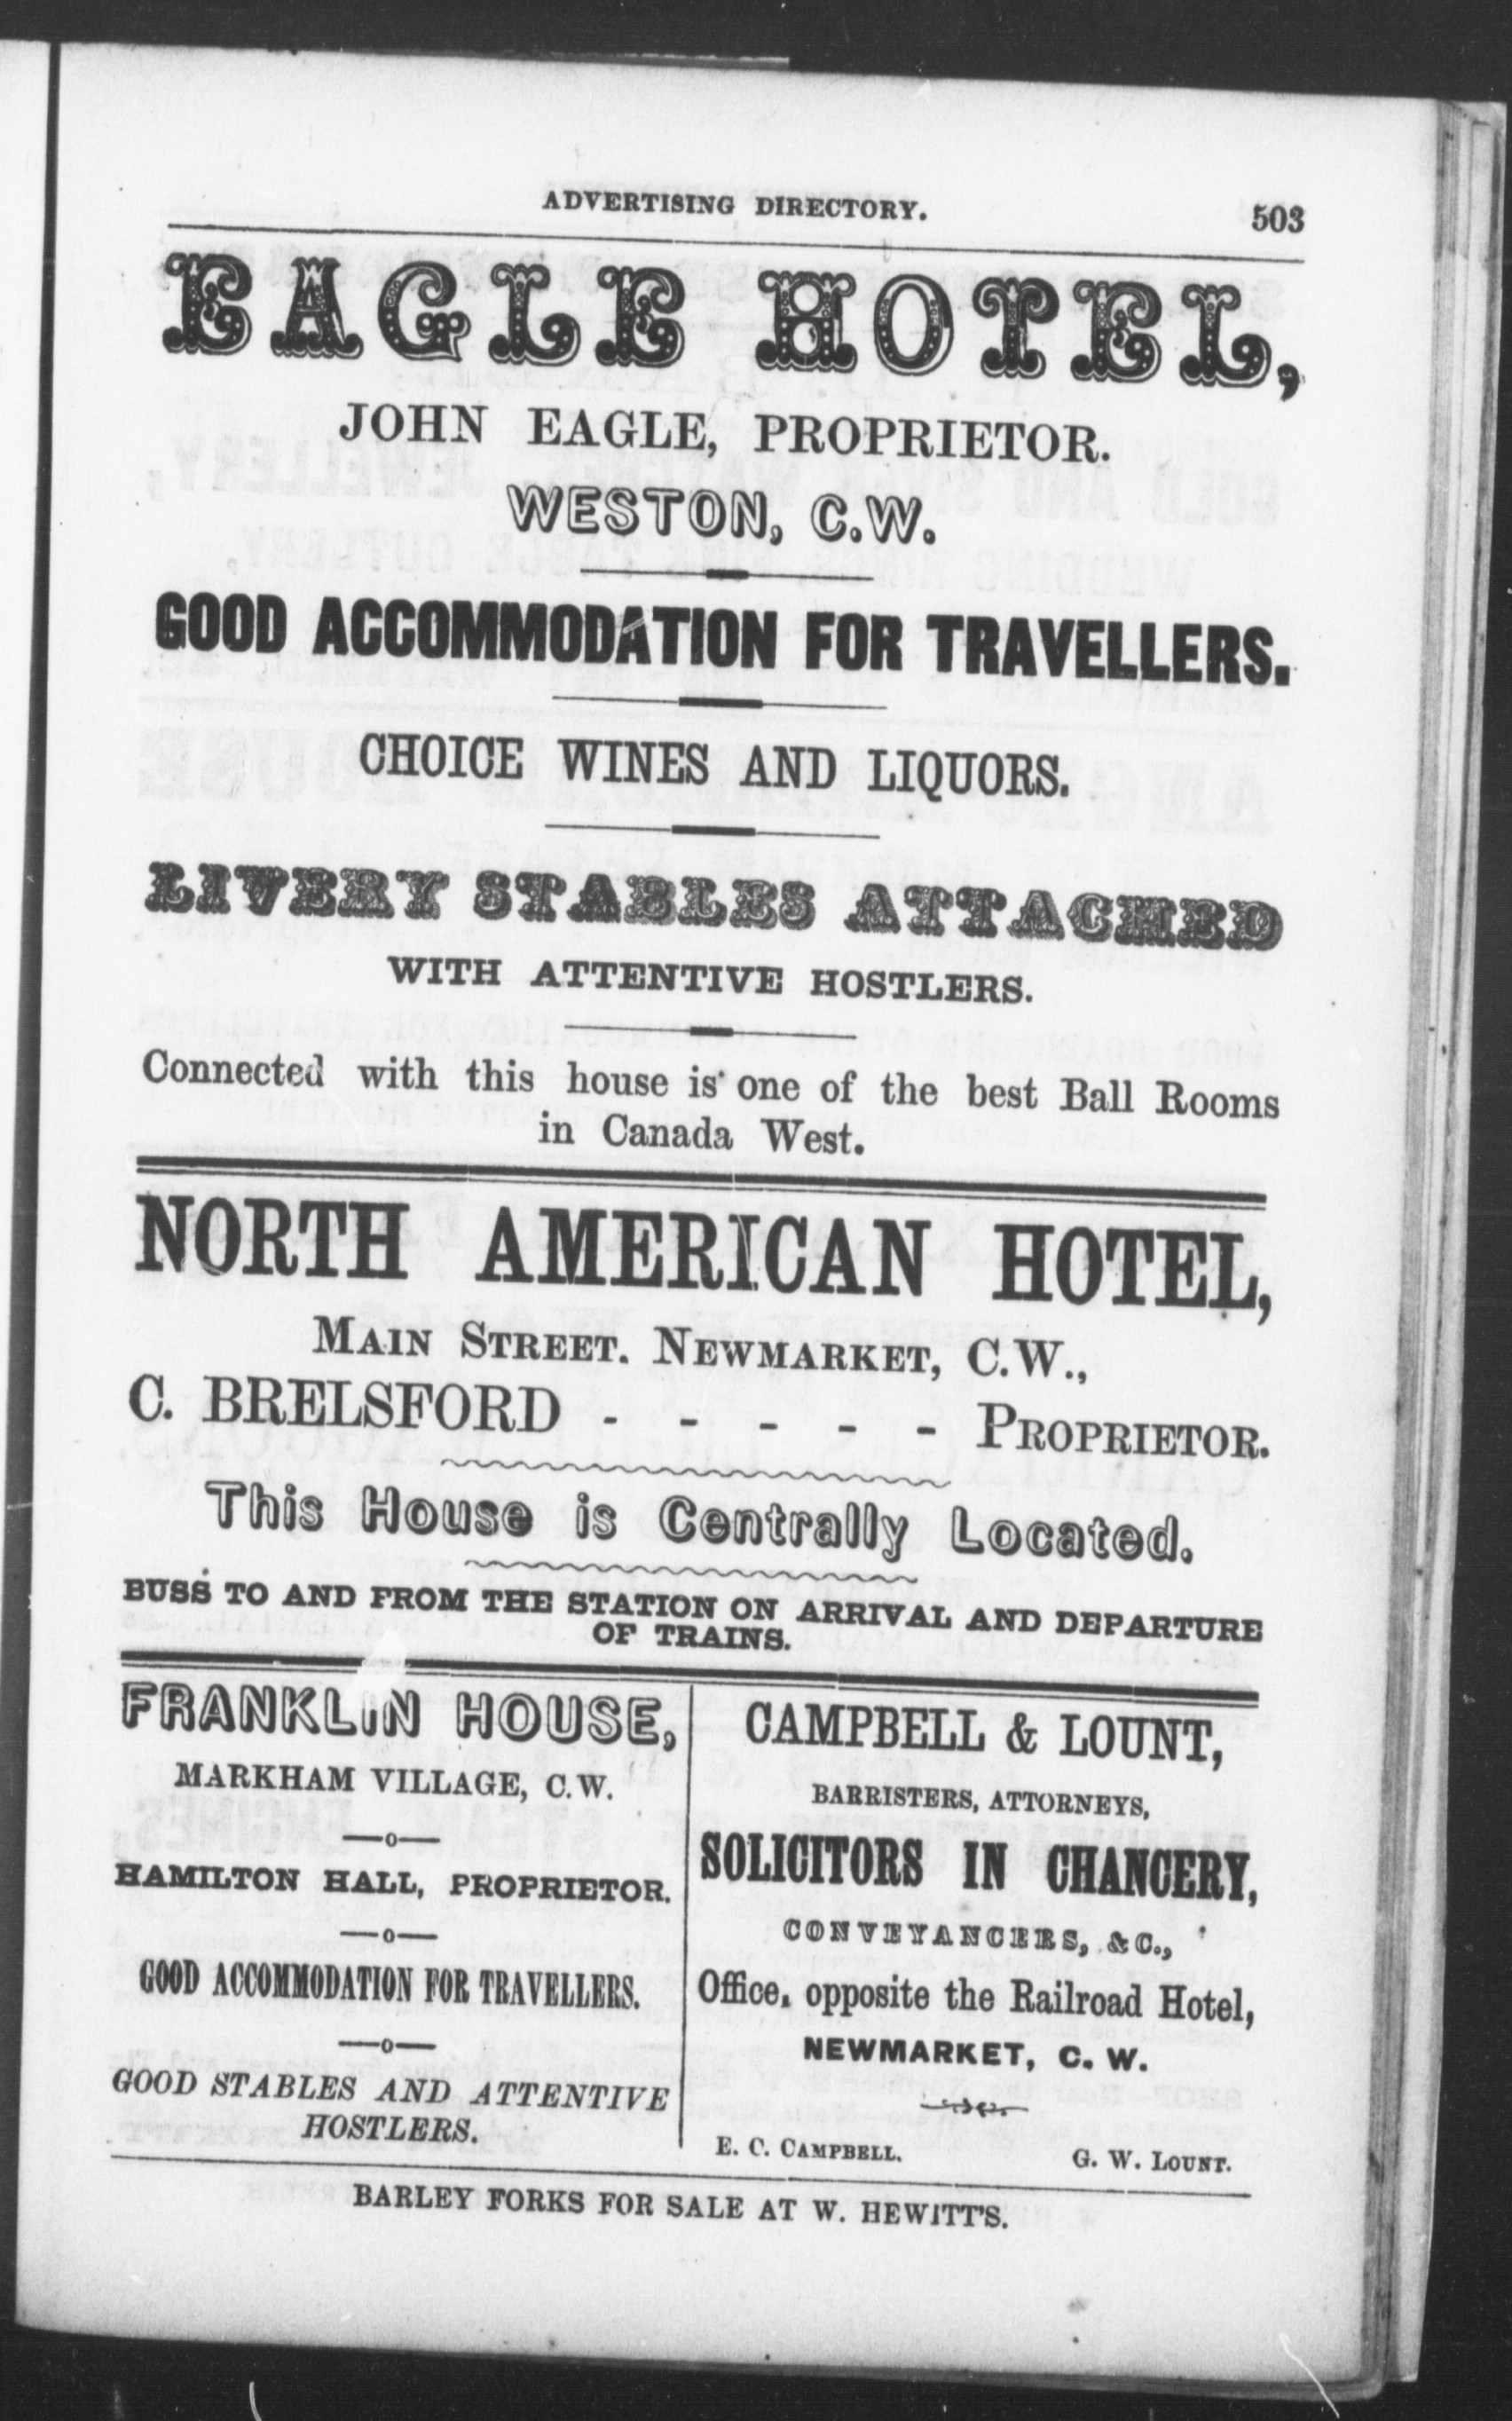 ADVERTISING DIRECTORY. 503
EAGLE HOTEL,
JOHN EAGLE, PROPRIETOR.
WESTON, C.W.
GOOD ACCOMMODATION FOR TRAVELLERS.
CHOICE WINES AND LIQUORS.
LIVERY STABLES ATTACHED
WITH ATTENTIVE HOSTLERS.
Connected with this house is one of the best Ball Rooms
in Canada West.
NORTH AMERICAN HOTEL,
MAIN STREET. NEWMARKET, C.W.,
C. BRELSFORD - - - - - PROPRIETOR.
This House is Centrally Located.
BUSS TO AND FROM THE STATION ON ARRIVAL AND DEPARTURE
OF TRAINS.
FRANKLIN HOUSE,
MARKHAM VILLAGE, C.W.
—o—
HAMILTON HALL, PROPRIETOR.
—o—
GOOD ACCOMMODATION FOR TRAVELLERS.
—o—
GOOD STABLES AND ATTENTIVE
HOSTLERS.
CAMPBELL & LOUNT,
BARRISTERS, ATTORNEYS,
SOLICITORS IN CHANCERY,
CONVEYANCERS, &C.,
Office, opposite the Railroad Hotel,
NEWMARKET, C. W.
E. C. CAMPBELL. G. W. LOUNT.
BARLEY FORKS FOR SALE AT W. HEWITT'S.